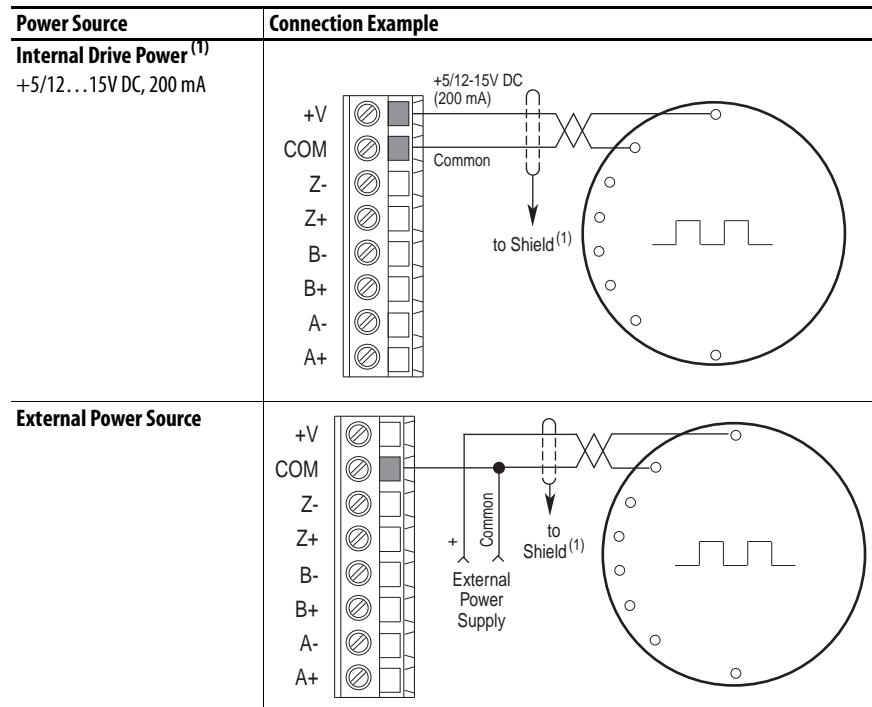 Power Source
Connection Example
Internal Drive Power (1)
+5/12…15V DC, 200 mA
+5/12-15V DC
(200 mA)
+V
COM
Common
Z-
Z+
to Shield (1)
B-
B+
A-
A+
External Power Source
+V
COM
Z-
Z+
B-
B+
A-
A+
+
Common
to
Shield (1)
External
Power
Supply